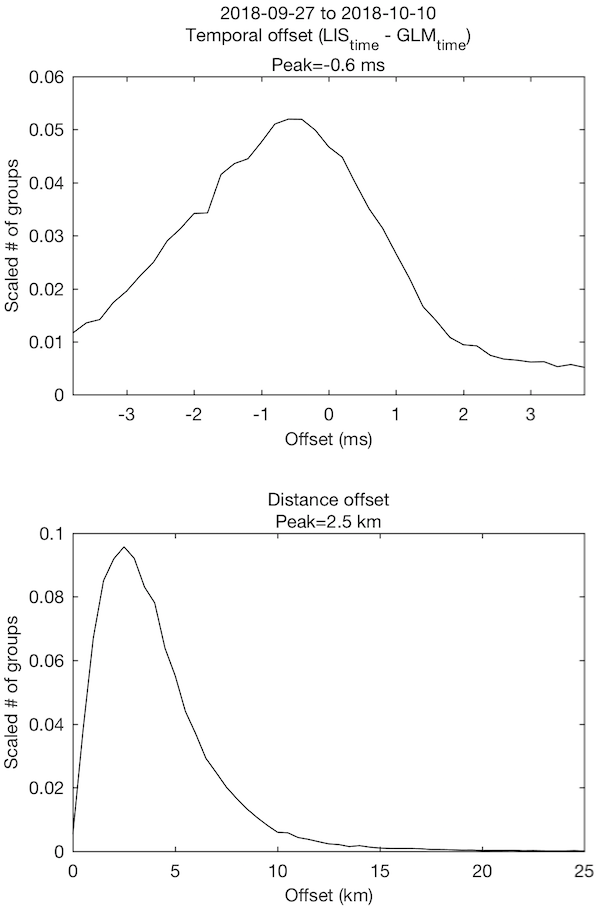 2018-09-27 to 2018-10-10
Temporal offset (LIStime - GLMtime)
Peak=-0.6 ms
0.06
0.05
0.04
0.03
0.02
0.01
0
Scaled # of groups
-3 -2 -1 0 1 2 3
Offset (ms)
Distance offset
Peak=2.5 km
0.1
0.08
0.06
0.04
0.02
0
Scaled # of groups
0 5 10 15 20 25
Offset (km)